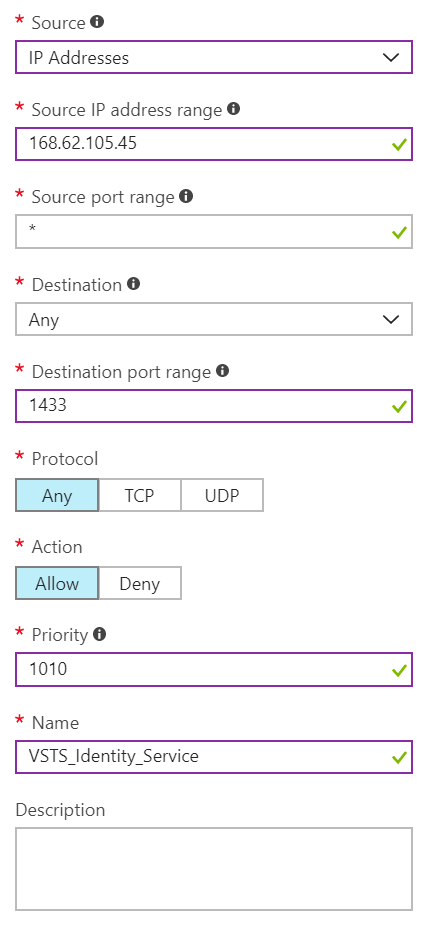 * Source
IP Addresses
* Source IP address range
168.62.105.45
* Source port range
*
* Destination
Any
* Destination port range
1433
* Protocol
Any TCP UDP
* Action
Allow Deny
* Priority
1010
* Name
VSTS_Identity_Service
Description